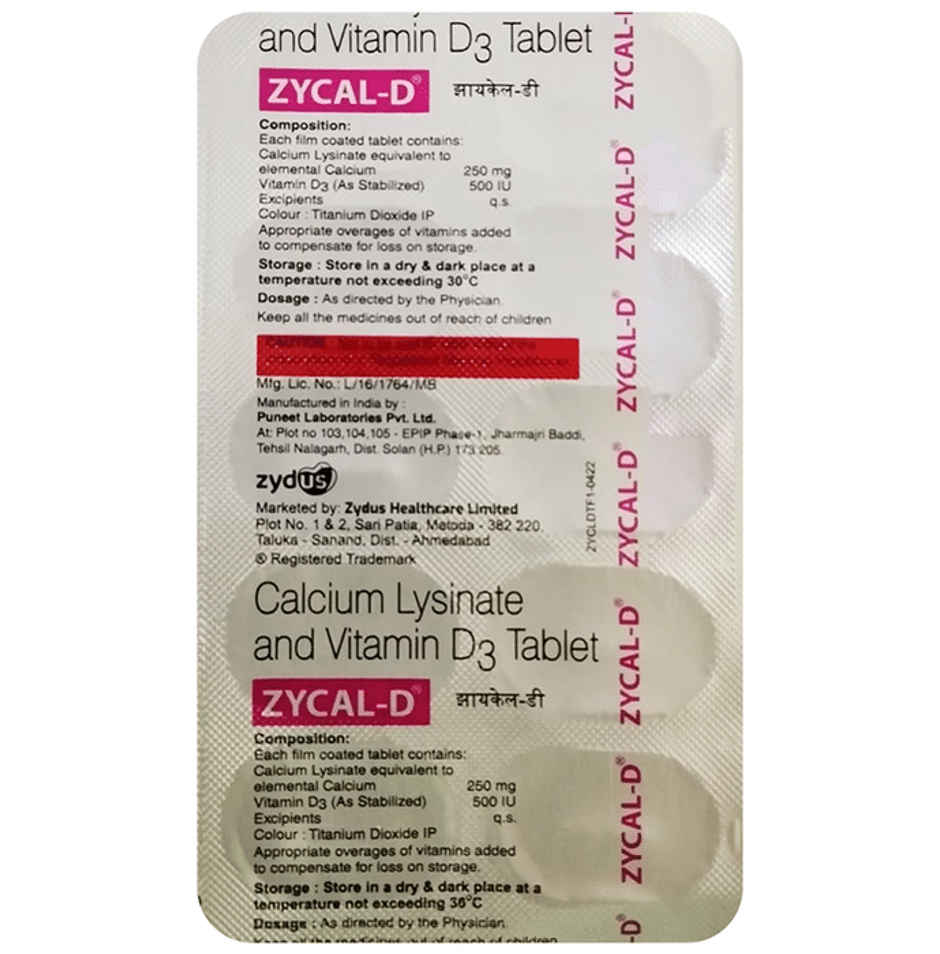 and Vitamin D3 Tablet
ZYCAL-D® झायकेल-डी
Composition:
Each film coated tablet contains:
Calcium Lysinate equivalent to
elemental Calcium 250 mg
Vitamin D3 (As Stabilized) 500 IU
Excipients q.s.
Colour : Titanium Dioxide IP
Appropriate overages of vitamins added
to compensate for loss on storage.
Storage : Store in a dry & dark place at a
temperature not exceeding 30°C
Dosage : As directed by the Physician.
Keep all the medicines out of reach of children
Mfg. Lic. No.: L/16/1764/MB
Manufactured in India by :
Puneet Laboratories Pvt. Ltd.
At: Plot no 103,104,105 - EPIP Phase-1, Jharmajri Baddi,
Tehsil Nalagarh, Dist. Solan (H.P.) 173 205.
zydus
Marketed by: Zydus Healthcare Limited
Plot No. 1 & 2, Sari Patia, Metoda - 382 220.
Taluka - Sanand, Dist. - Ahmedabad
® Registered Trademark
Calcium Lysinate
and Vitamin D3 Tablet
ZYCAL-D® झायकेल-डी
Composition:
Each film coated tablet contains:
Calcium Lysinate equivalent to
elemental Calcium 250 mg
Vitamin D3 (As Stabilized) 500 IU
Excipients q.s.
Colour : Titanium Dioxide IP
Appropriate overages of vitamins added
to compensate for loss on storage.
Storage : Store in a dry & dark place at a
temperature not exceeding 30°C
Dosage : As directed by the Physician.
Keep all the medicines out of reach of children
ZYCLDTF1-0422
ZYCAL-D
ZYCAL-D®
ZYCAL-D®
ZYCAL-D®
ZYCAL-D®
ZYCAL-D®
-D®